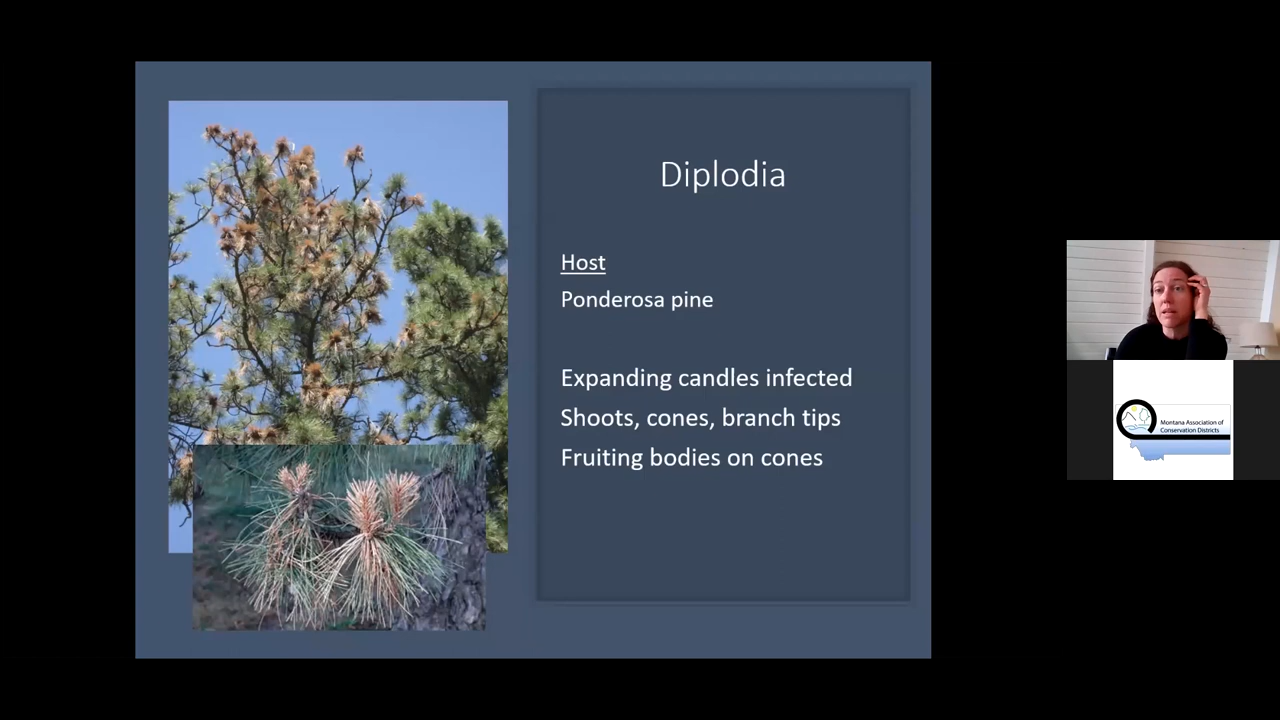 Diplodia
Host
Ponderosa pine
Expanding candles infected
Shoots, cones, branch tips
Fruiting bodies on cones
Montana Association of
Conservation Districts